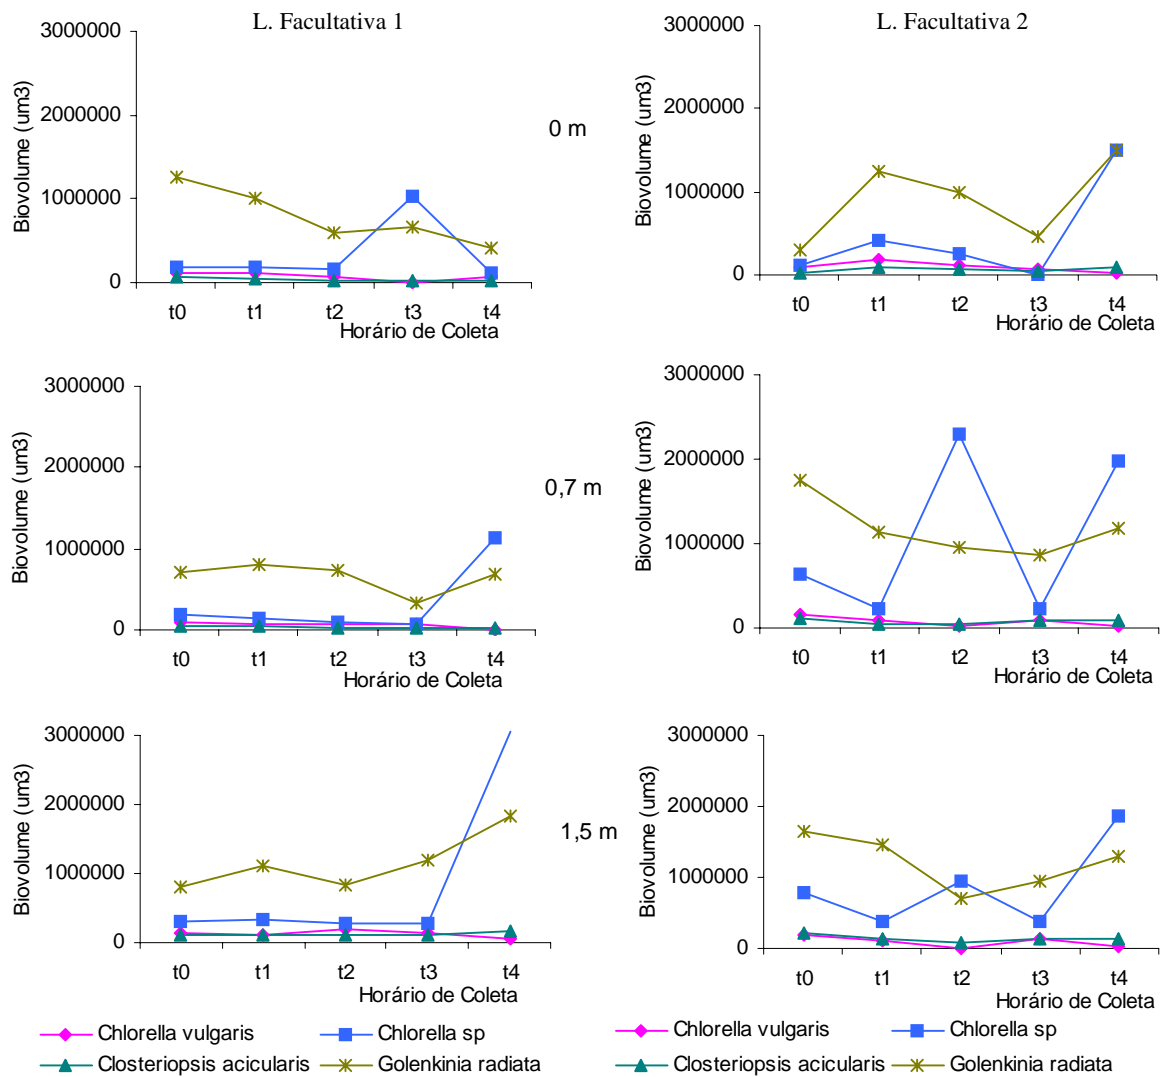 L. Facultativa 1
3000000
2000000
1000000
0
Biovolume (um3)
t0 t1 t2 t3 t4
Horário de Coleta
0 m
L. Facultativa 2
3000000
2000000
1000000
0
Biovolume (um3)
t0 t1 t2 t3 t4
Horário de Coleta
3000000
2000000
1000000
0
Biovolume (um3)
t0 t1 t2 t3 t4
Horário de Coleta
0,7 m
3000000
2000000
1000000
0
Biovolume (um3)
t0 t1 t2 t3 t4
Horário de Coleta
3000000
2000000
1000000
0
Biovolume (um3)
t0 t1 t2 t3 t4
Horário de Coleta
1,5 m
3000000
2000000
1000000
0
Biovolume (um3)
t0 t1 t2 t3 t4
Horário de Coleta
Chlorella vulgaris Chlorella sp
Closteriopsis acicularis Golenkinia radiata
Chlorella vulgaris Chlorella sp
Closteriopsis acicularis Golenkinia radiata